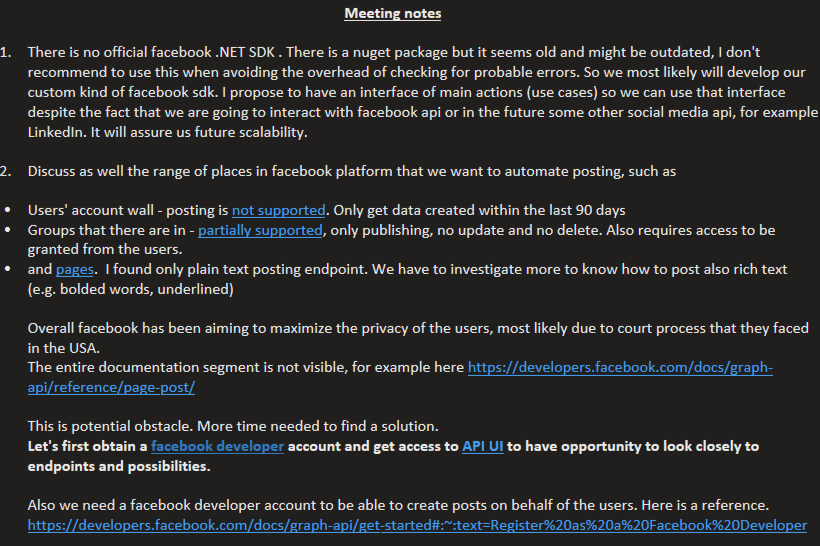 Meeting notes
1. There is no official facebook .NET SDK . There is a nuget package but it seems old and might be outdated, I don't
recommend to use this when avoiding the overhead of checking for probable errors. So we most likely will develop our
custom kind of facebook sdk. I propose to have an interface of main actions (use cases) so we can use that interface
despite the fact that we are going to interact with facebook api or in the future some other social media api, for example
LinkedIn. It will assure us future scalability.
2. Discuss as well the range of places in facebook platform that we want to automate posting, such as
• Users' account wall - posting is not supported. Only get data created within the last 90 days
• Groups that there are in - partially supported, only publishing, no update and no delete. Also requires access to be
granted from the users.
• and pages. I found only plain text posting endpoint. We have to investigate more to know how to post also rich text
(e.g. bolded words, underlined)
Overall facebook has been aiming to maximize the privacy of the users, most likely due to court process that they faced
in the USA.
The entire documentation segment is not visible, for example here https://developers.facebook.com/docs/graph-
api/reference/page-post/
This is potential obstacle. More time needed to find a solution.
Let's first obtain a facebook developer account and get access to API UI to have opportunity to look closely to
endpoints and possibilities.
Also we need a facebook developer account to be able to create posts on behalf of the users. Here is a reference.
https://developers.facebook.com/docs/graph-api/get-started#:~:text=Register%20as%20a%20Facebook%20Developer